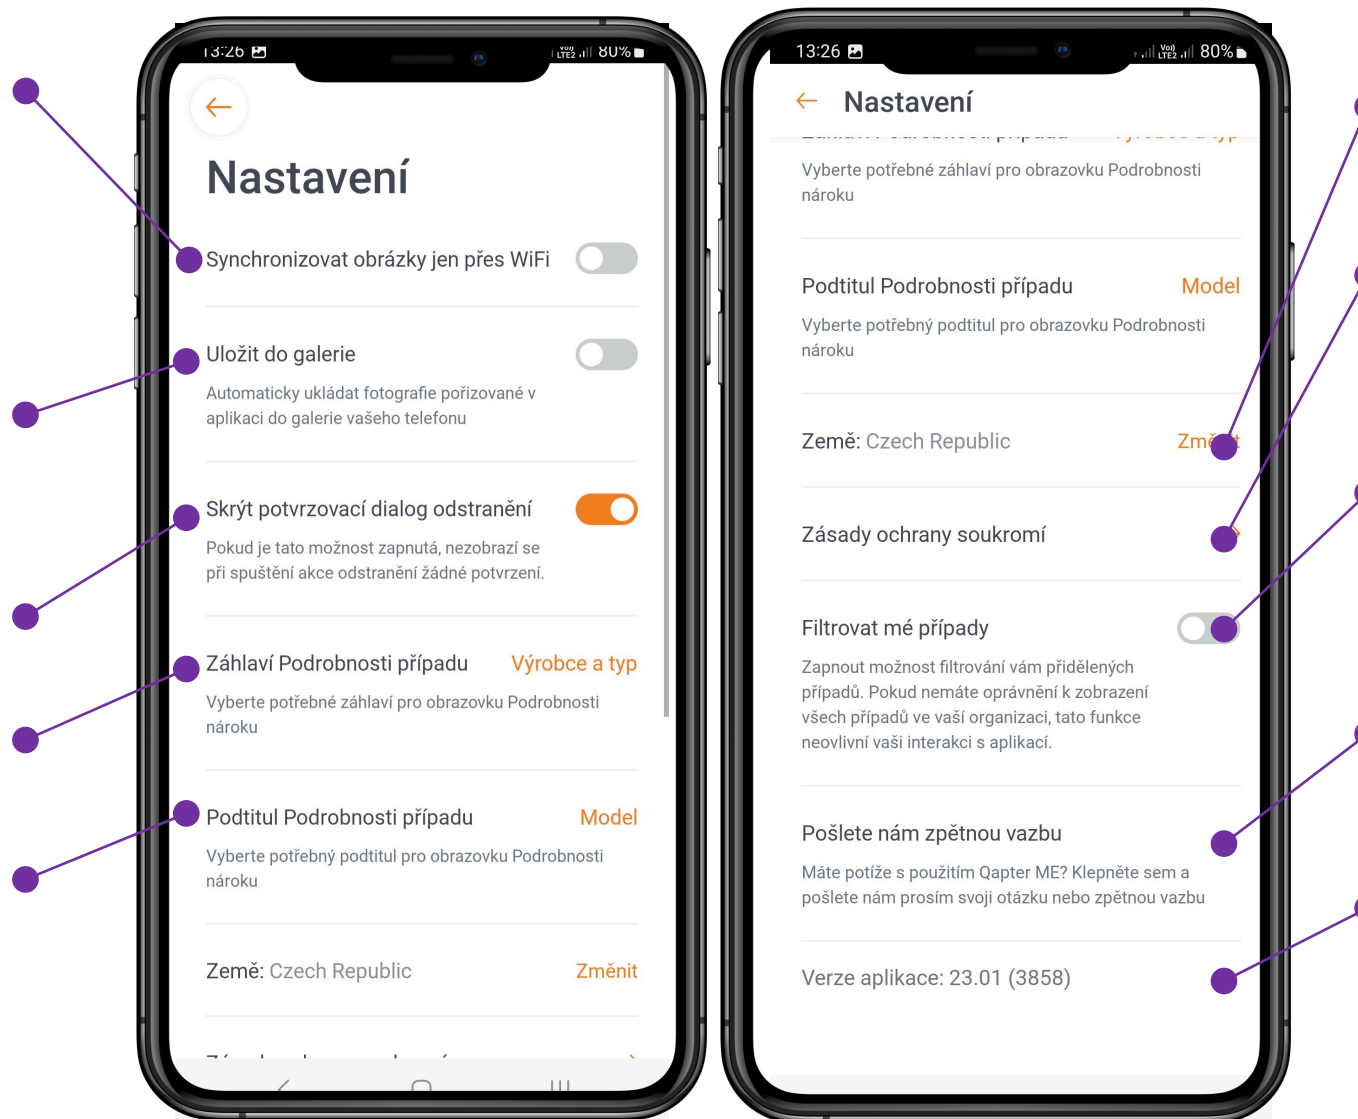 13:26
VoLTE2 80%
Nastavení
Synchronizovat obrázky jen přes WiFi
Uložit do galerie
Automaticky ukládat fotografie pořizované v
aplikaci do galerie vašeho telefonu
Skrýt potvrzovací dialog odstranění
Pokud je tato možnost zapnutá, nezobrazí se
při spuštění akce odstranění žádné potvrzení.
Záhlaví Podrobnosti případu Výrobce a typ
Vyberte potřebné záhlaví pro obrazovku Podrobnosti
nároku
Podtitul Podrobnosti případu Model
Vyberte potřebný podtitul pro obrazovku Podrobnosti
nároku
Země: Czech Republic Změnit
13:26
Vo) LTE2 80%
Nastavení
Vyberte potřebné záhlaví pro obrazovku Podrobnosti
nároku
Podtitul Podrobnosti případu Model
Vyberte potřebný podtitul pro obrazovku Podrobnosti
nároku
Země: Czech Republic Změnit
Zásady ochrany soukromí
Filtrovat mé případy
Zapnout možnost filtrování vám přidělených
případů. Pokud nemáte oprávnění k zobrazení
všech případů ve vaší organizaci, tato funkce
neovlivní vaši interakci s aplikací.
Pošlete nám zpětnou vazbu
Máte potíže s použitím Qapter ME? Klepněte sem a
pošlete nám prosím svoji otázku nebo zpětnou vazbu
Verze aplikace: 23.01 (3858)